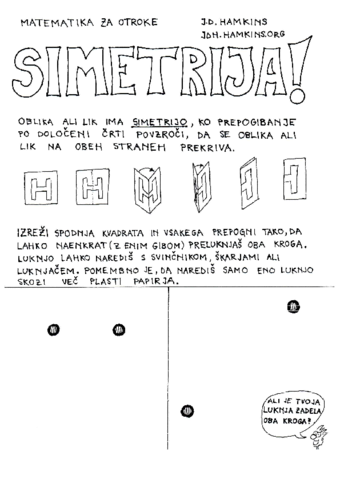 MATEMATIKA ZA OTROKE
J.D. HAMKINS
JDH.HAMKINS.ORG
SIMETRIJA!
OBLIKA ALI LIK IMA SIMETRIJO, KO PREPOGIBANJE
PO DOLOČENI ČRTI POVZROČI, DA SE OBLIKA ALI
LIK NA OBEH STRANEH PREKRIVA.
IZREŽI SPODNJA KVADRATA IN VSAKEGA PREPOGNI TAKO, DA
LAHKO NAENKRAT (Z ENIM GIBOM) PRELUKNJAŠ OBA KROGA.
LUKNJO LAHKO NAREDIŠ S SVINČNIKOM, ŠKARJAMI ALI
LUKNJAČEM. POMEMBNO JE, DA NAREDIŠ SAMO ENO LUKNJO
SKOZI VEČ PLASTI PAPIRJA.
ALI JE TVOJA
LUKNJA ZADELA
OBA KROGA?